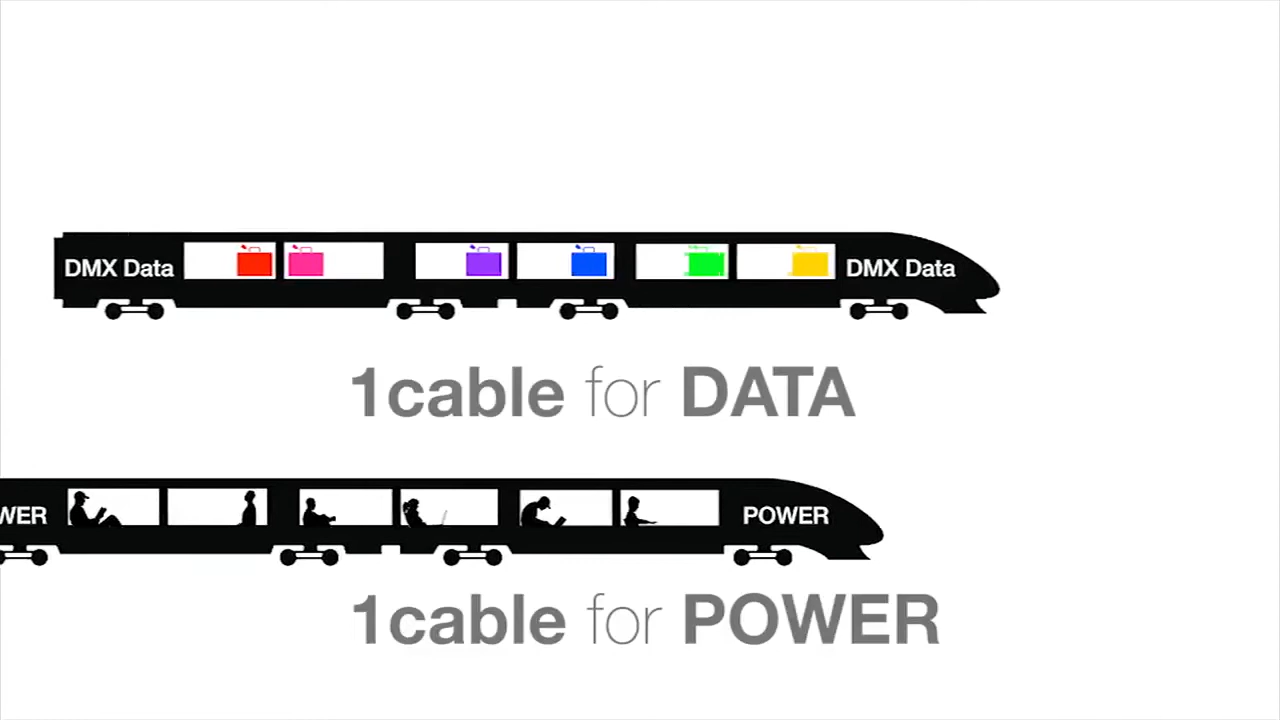 DMX Data DMX Data
1cable for DATA
WER POWER
1cable for POWER